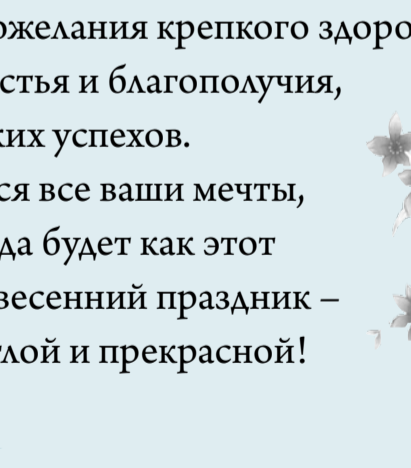 ожелания крепкого здоро
стья и благополучия,
ких успехов.
ся все ваши мечты,
да будет как этот
весенний праздник –
лой и прекрасной!